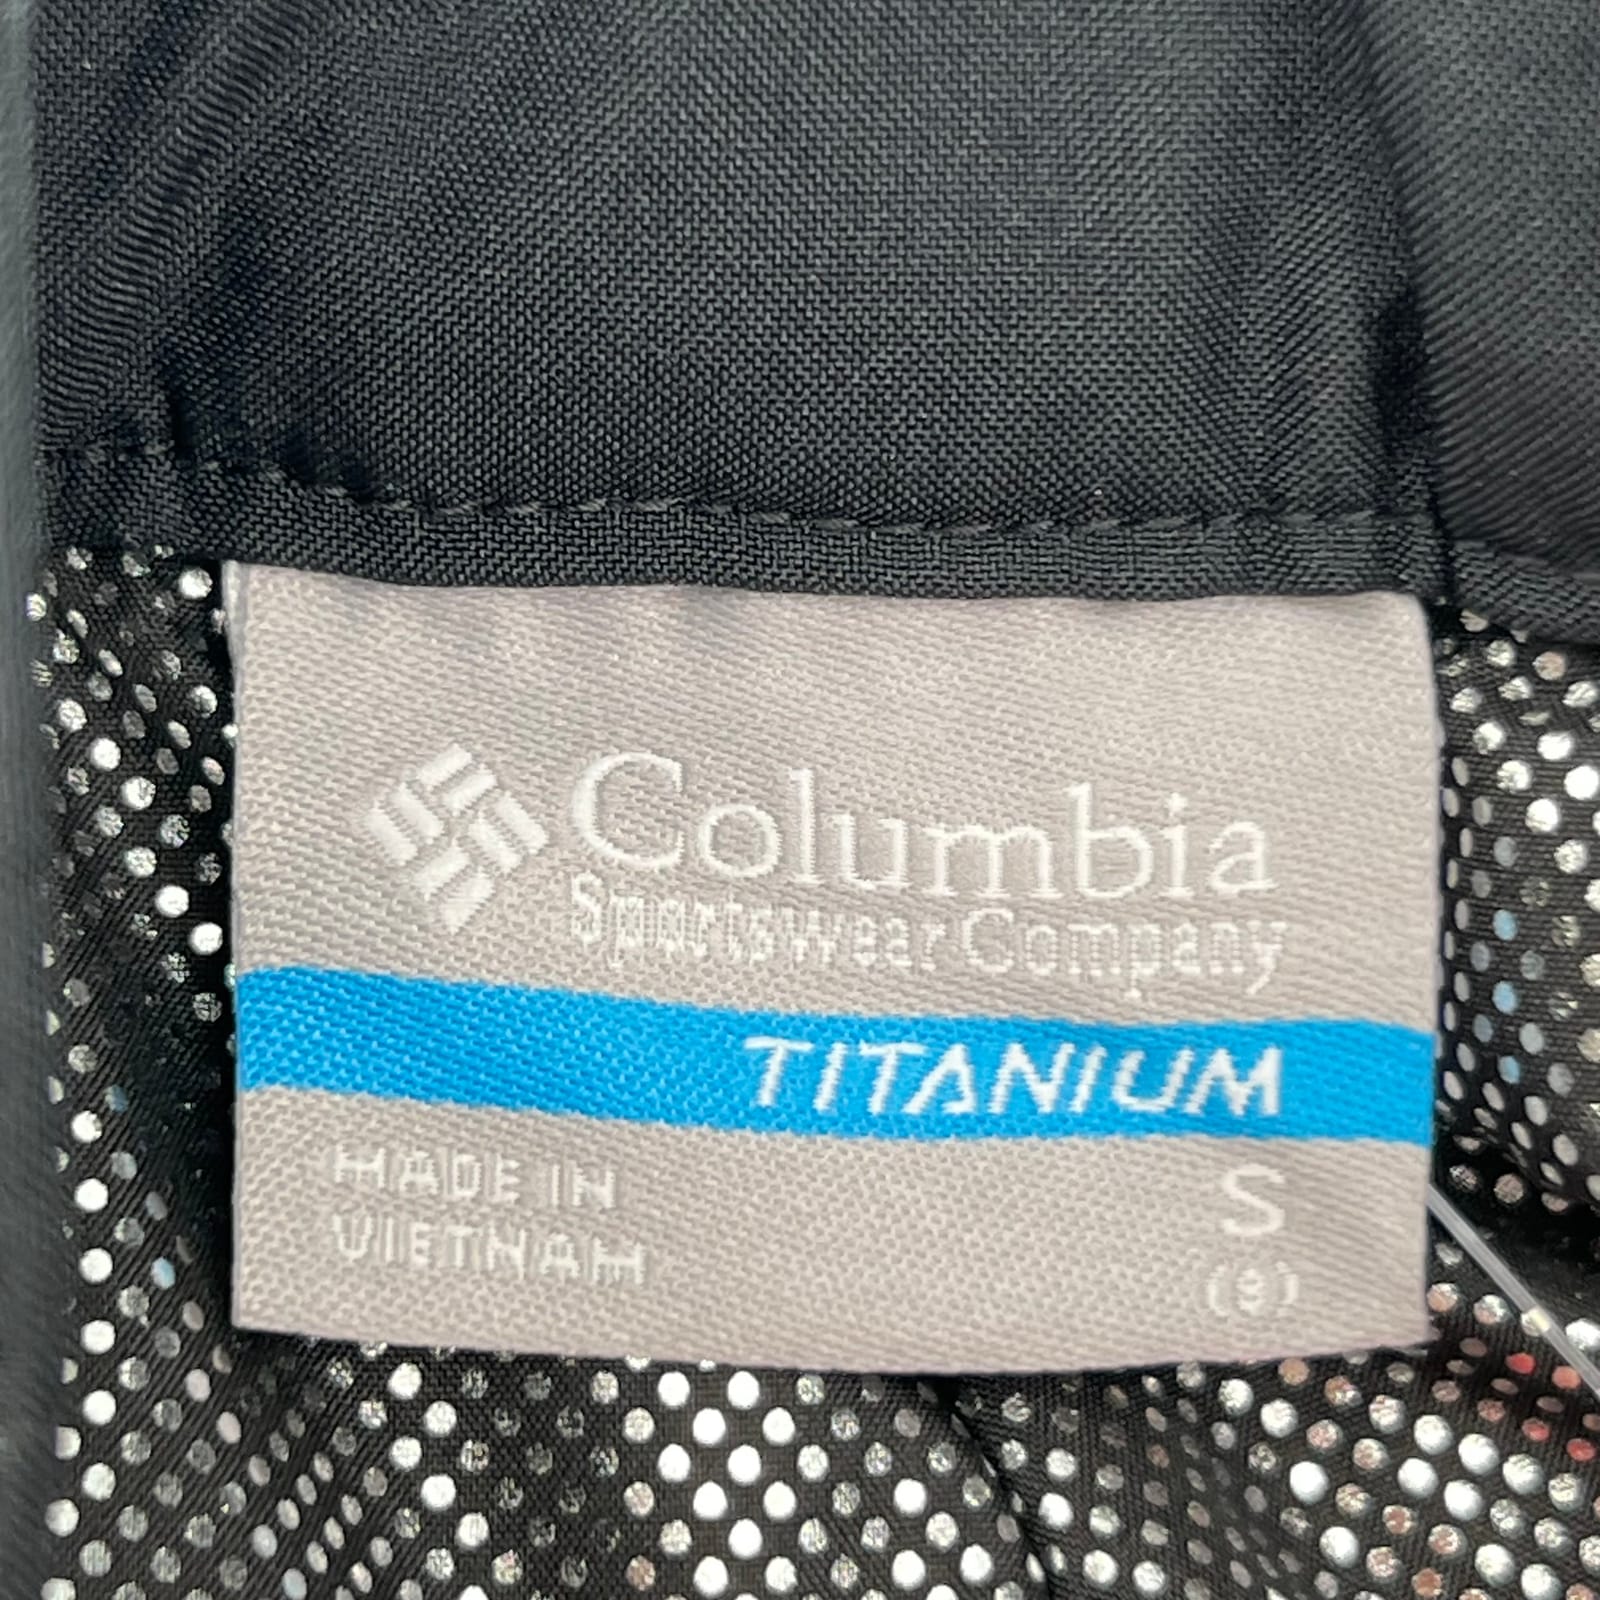 Columbia
Sportswear Company
TITANIUM
MADE IN
VIETNAM
S